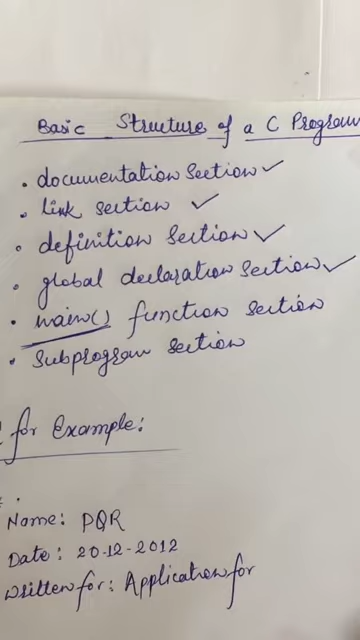 Basic Structure of a C Program
• documentation Section ✓
• link section ✓
• definition Section ✓
• global declaration Section ✓
• main() function section
• Subprogram section
for Example:
Name: PQR
Date: 20-12-2012
written for: Application for